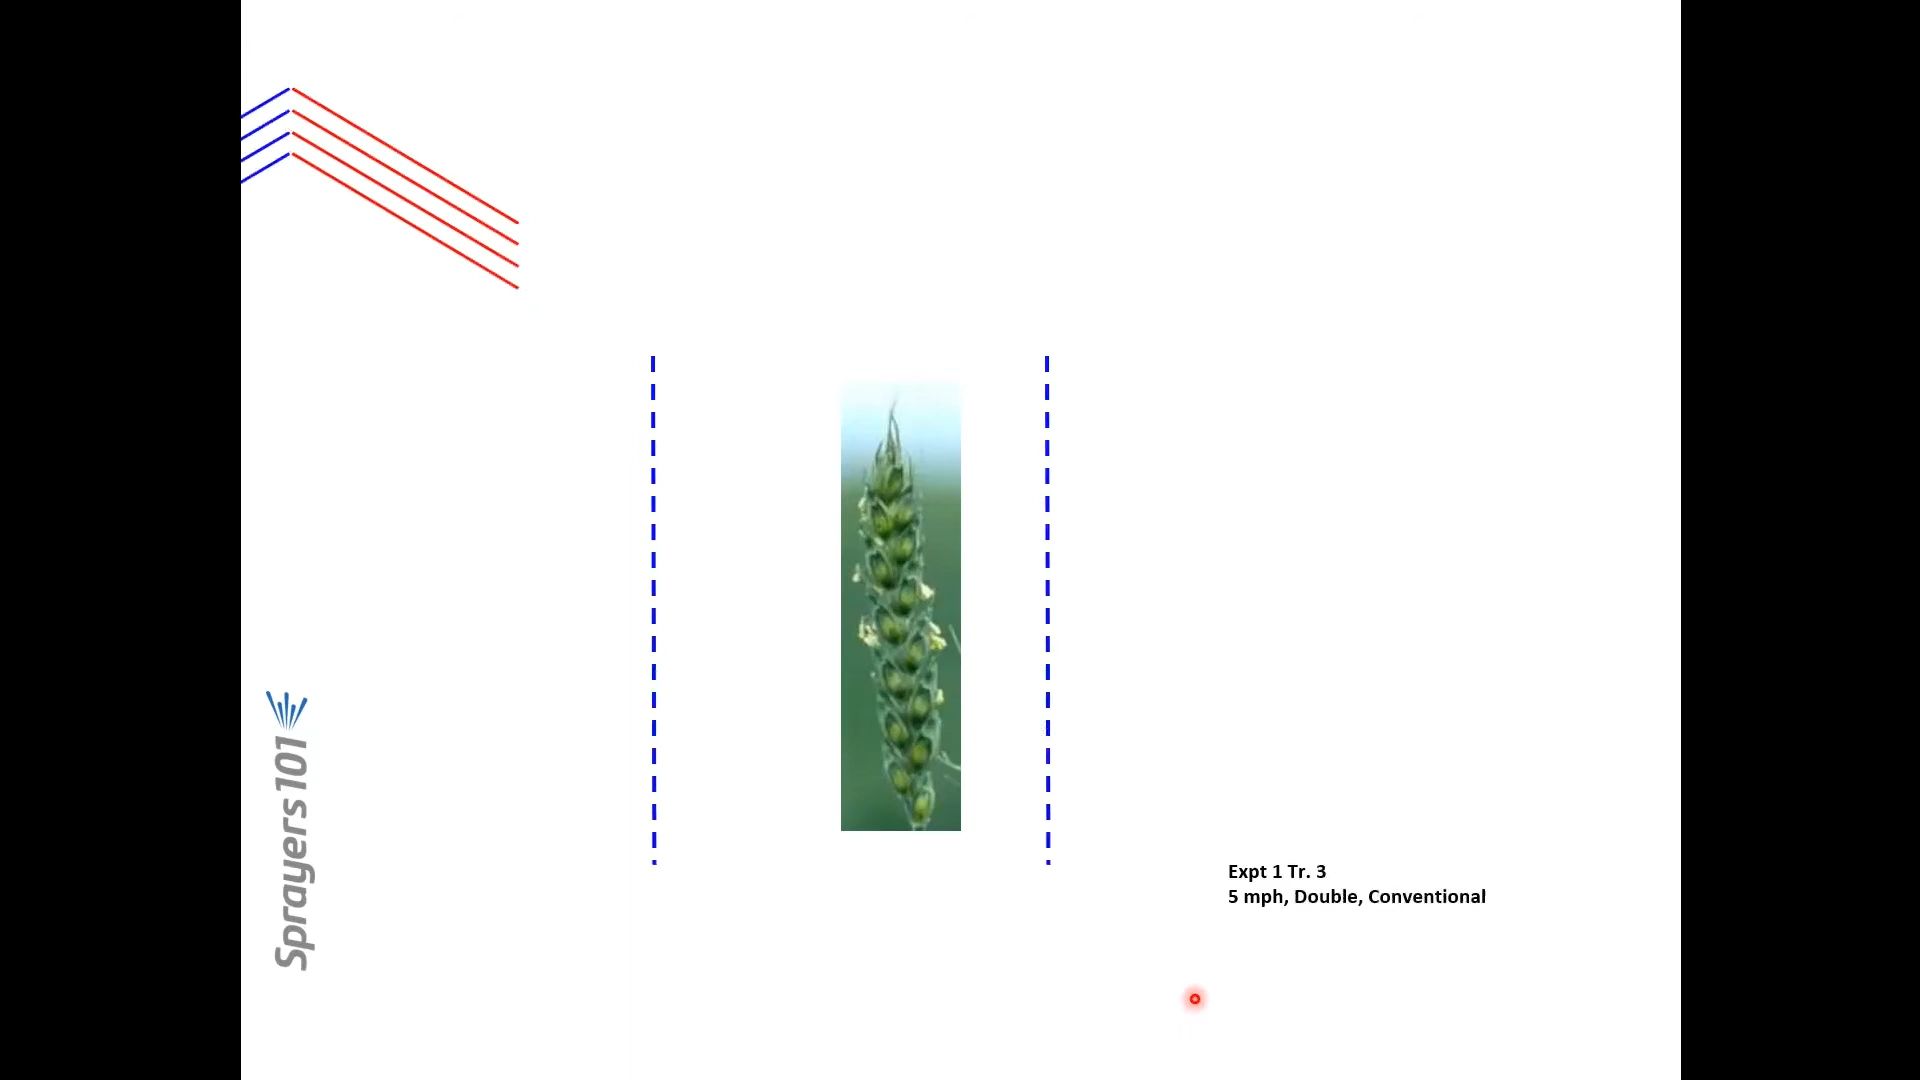 Sprayers101
Expt 1 Tr. 3
5 mph, Double, Conventional